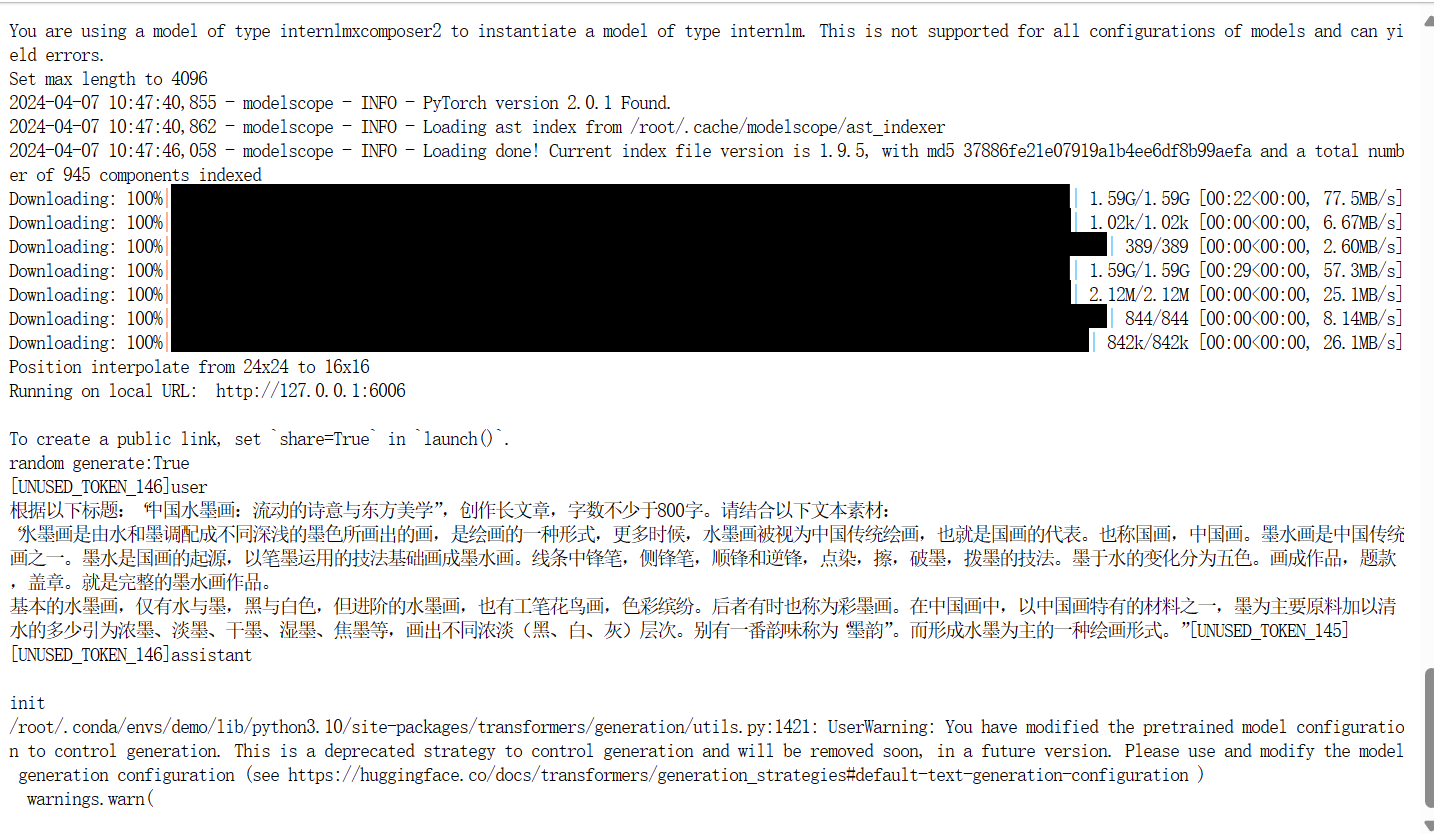 You are using a model of type internlmxcomposer2 to instantiate a model of type internlm. This is not supported for all configurations of models and can yi
eld errors.
Set max length to 4096
2024-04-07 10:47:40,855 - modelscope - INFO - PyTorch version 2.0.1 Found.
2024-04-07 10:47:40,862 - modelscope - INFO - Loading ast index from /root/.cache/modelscope/ast_indexer
2024-04-07 10:47:46,058 - modelscope - INFO - Loading done! Current index file version is 1.9.5, with md5 37886fe21e07919a1b4ee6df8b99aefa and a total numb
er of 945 components indexed
Downloading: 100%| | 1.59G/1.59G [00:22<00:00, 77.5MB/s]
Downloading: 100%| | 1.02k/1.02k [00:00<00:00, 6.67MB/s]
Downloading: 100%| | 389/389 [00:00<00:00, 2.60MB/s]
Downloading: 100%| | 1.59G/1.59G [00:29<00:00, 57.3MB/s]
Downloading: 100%| | 2.12M/2.12M [00:00<00:00, 25.1MB/s]
Downloading: 100%| | 844/844 [00:00<00:00, 8.14MB/s]
Downloading: 100%| | 842k/842k [00:00<00:00, 26.1MB/s]
Position interpolate from 24x24 to 16x16
Running on local URL:  http://127.0.0.1:6006
To create a public link, set `share=True` in `launch()`.
random generate:True
[UNUSED_TOKEN_146]user
根据以下标题：“中国水墨画：流动的诗意与东方美学”，创作长文章，字数不少于800字。请结合以下文本素材：
“水墨画是由水和墨调配成不同深浅的墨色所画出的画，是绘画的一种形式，更多时候，水墨画被视为中国传统绘画，也就是国画的代表。也称国画，中国画。墨水画是中国传统
画之一。墨水是国画的起源，以笔墨运用的技法基础画成墨水画。线条中锋笔，侧锋笔，顺锋和逆锋，点染，擦，破墨，拨墨的技法。墨于水的变化分为五色。画成作品，题款
，盖章。就是完整的墨水画作品。
基本的水墨画，仅有水与墨，黑与白色，但进阶的水墨画，也有工笔花鸟画，色彩缤纷。后者有时也称为彩墨画。在中国画中，以中国画特有的材料之一，墨为主要原料加以清
水的多少引为浓墨、淡墨、干墨、湿墨、焦墨等，画出不同浓淡（黑、白、灰）层次。别有一番韵味称为“墨韵”。而形成水墨为主的一种绘画形式。”[UNUSED_TOKEN_145]
[UNUSED_TOKEN_146]assistant
init
/root/.conda/envs/demo/lib/python3.10/site-packages/transformers/generation/utils.py:1421: UserWarning: You have modified the pretrained model configuratio
n to control generation. This is a deprecated strategy to control generation and will be removed soon, in a future version. Please use and modify the model
 generation configuration (see https://huggingface.co/docs/transformers/generation_strategies#default-text-generation-configuration )
  warnings.warn(